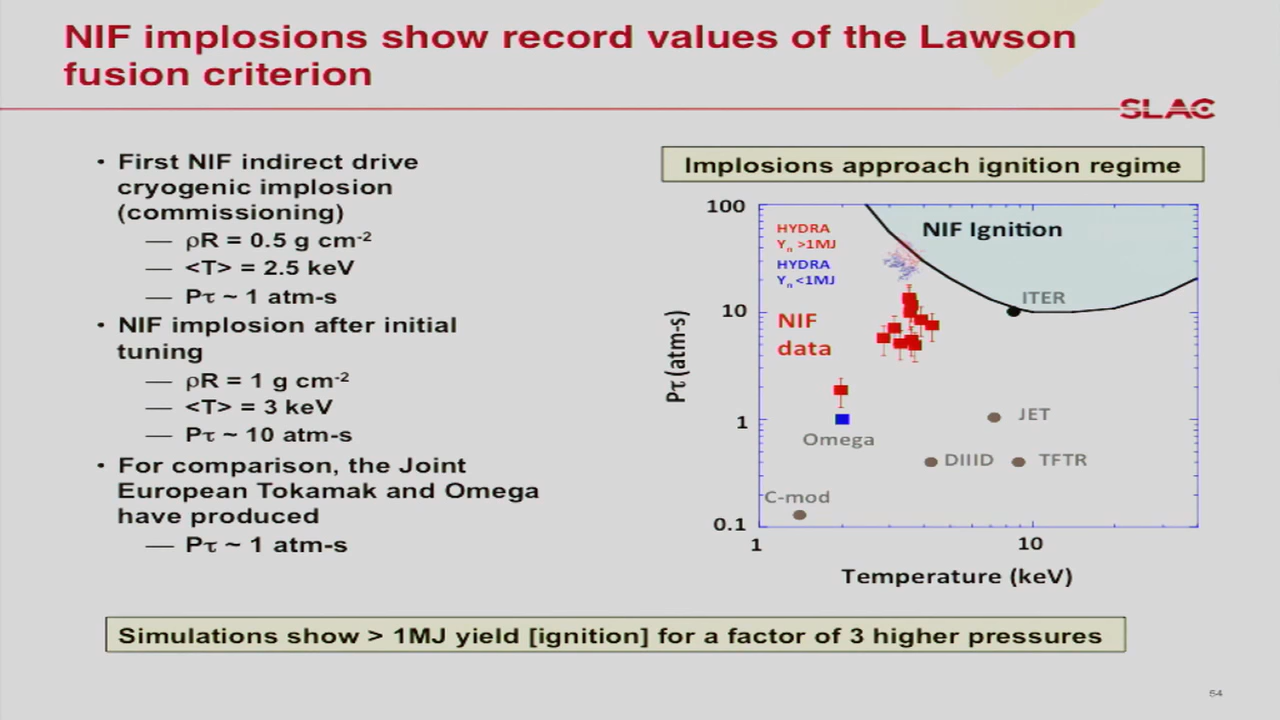 NIF implosions show record values of the Lawson
fusion criterion
SLAC
• First NIF indirect drive
cryogenic implosion
(commissioning)
— ρR = 0.5 g cm-2
— <T> = 2.5 keV
— Pτ ~ 1 atm-s
• NIF implosion after initial
tuning
— ρR = 1 g cm-2
— <T> = 3 keV
— Pτ ~ 10 atm-s
• For comparison, the Joint
European Tokamak and Omega
have produced
— Pτ ~ 1 atm-s
Implosions approach ignition regime
100
10
1
0.1
Pτ (atm-s)
HYDRA
Yn >1MJ
HYDRA
Yn <1MJ
NIF Ignition
ITER
NIF
data
JET
Omega
DIIID
TFTR
C-mod
1
10
Temperature (keV)
Simulations show > 1MJ yield [ignition] for a factor of 3 higher pressures
64